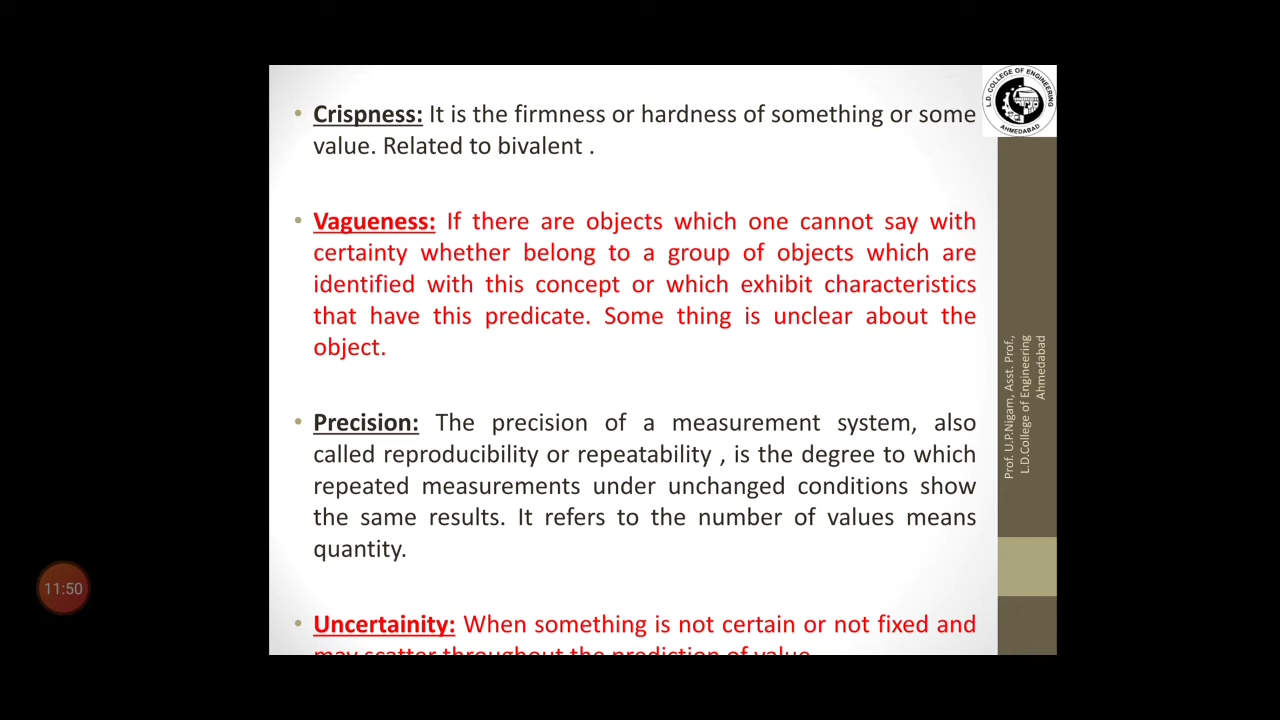 • Crispness: It is the firmness or hardness of something or some
value. Related to bivalent .
• Vagueness: If there are objects which one cannot say with
certainty whether belong to a group of objects which are
identified with this concept or which exhibit characteristics
that have this predicate. Some thing is unclear about the
object.
• Precision: The precision of a measurement system, also
called reproducibility or repeatability , is the degree to which
repeated measurements under unchanged conditions show
the same results. It refers to the number of values means
quantity.
• Uncertainity: When something is not certain or not fixed and
may scatter throughout the prediction of value
L.D. COLLEGE OF ENGINEERING
AHMEDABAD
Prof. U.P.Nigam, Asst. Prof.,
L.D.College of Engineering
Ahmedabad
11:50